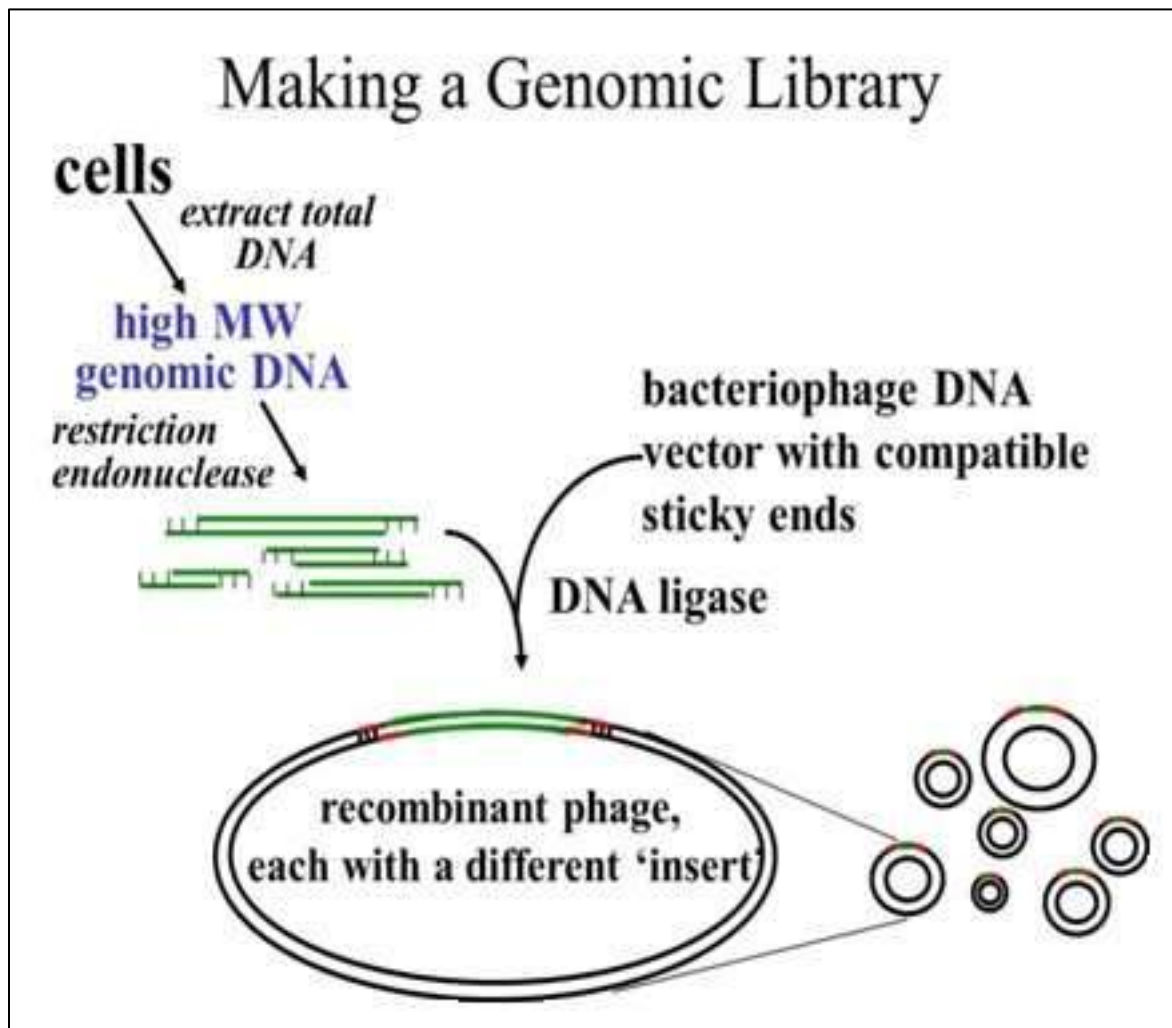 Making a Genomic Library
cells
extract total
DNA
high MW
genomic DNA
restriction
endonuclease
bacteriophage DNA
vector with compatible
sticky ends
DNA ligase
recombinant phage,
each with a different ‘insert’